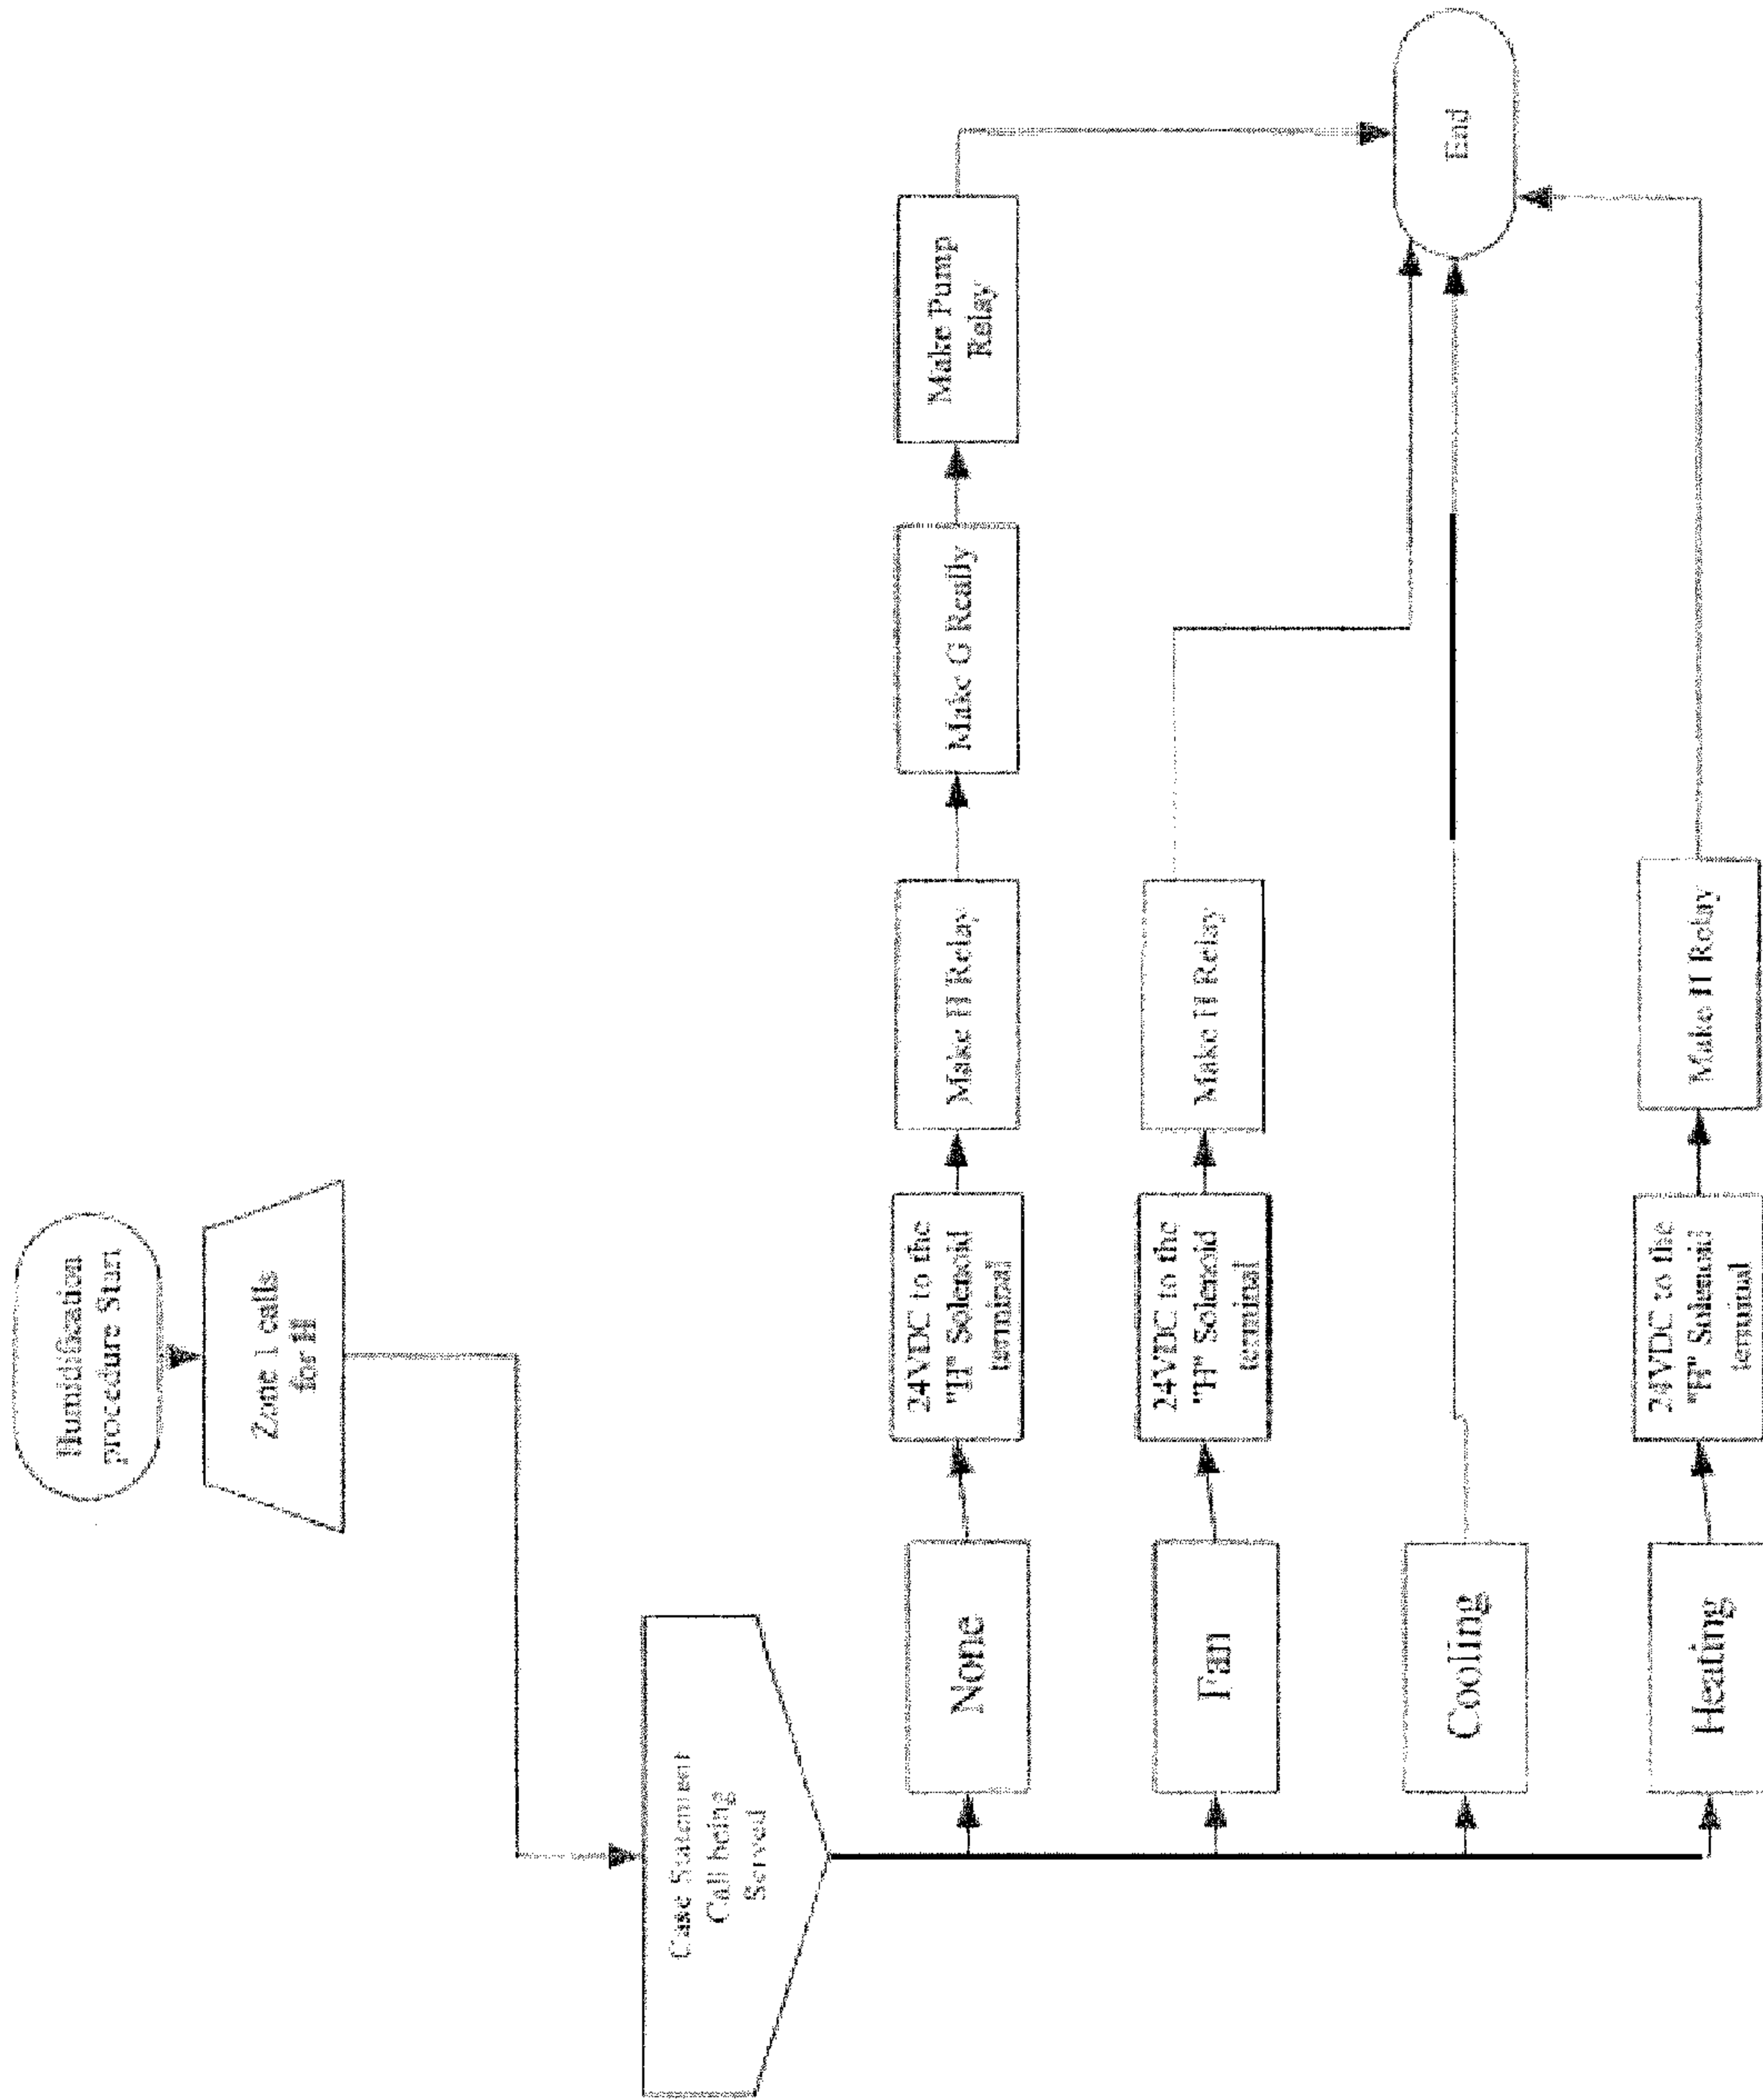 Humidification
procedure Start
Zone 1 calls
for H
Case Statement
Call being
Served
None
24VDC to the
"H" Solenoid
terminal
Make H Relay
Make G Really
Make Pump
Relay
Fan
24VDC to the
"H" Solenoid
terminal
Make H Relay
Cooling
Heating
24VDC to the
"H" Solenoid
terminal
Make H Relay
End